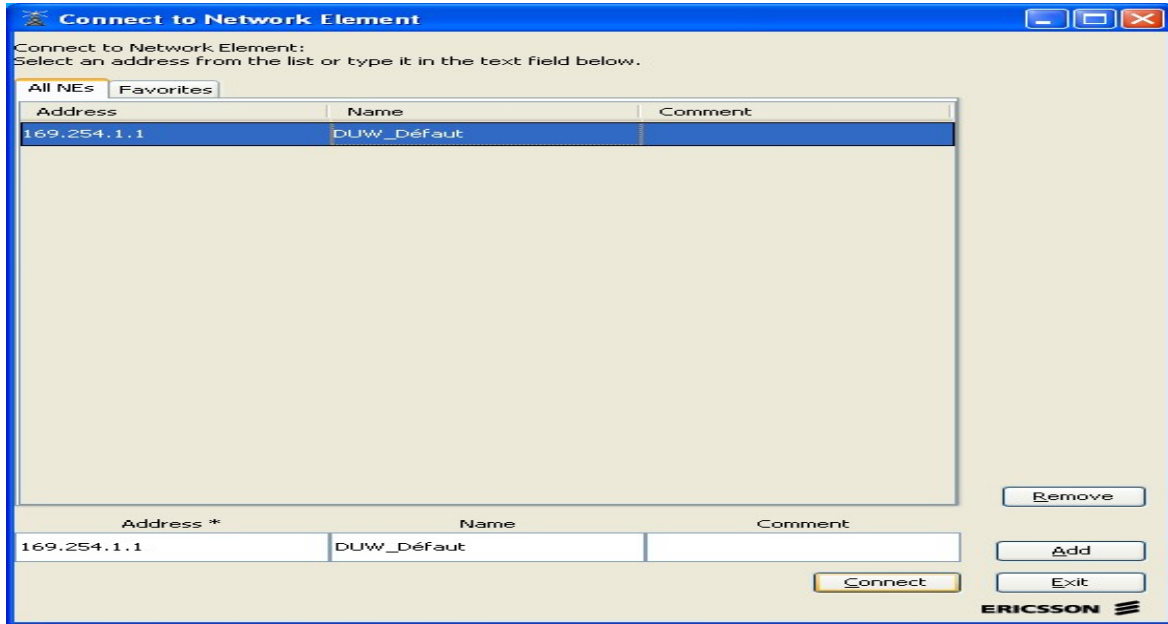 Connect to Network Element
Connect to Network Element:
Select an address from the list or type it in the text field below.
All NEs Favorites
Address Name Comment
169.254.1.1 DUW_Défaut
Remove
Address * Name Comment
169.254.1.1 DUW_Défaut
Add
Connect Exit
ERICSSON